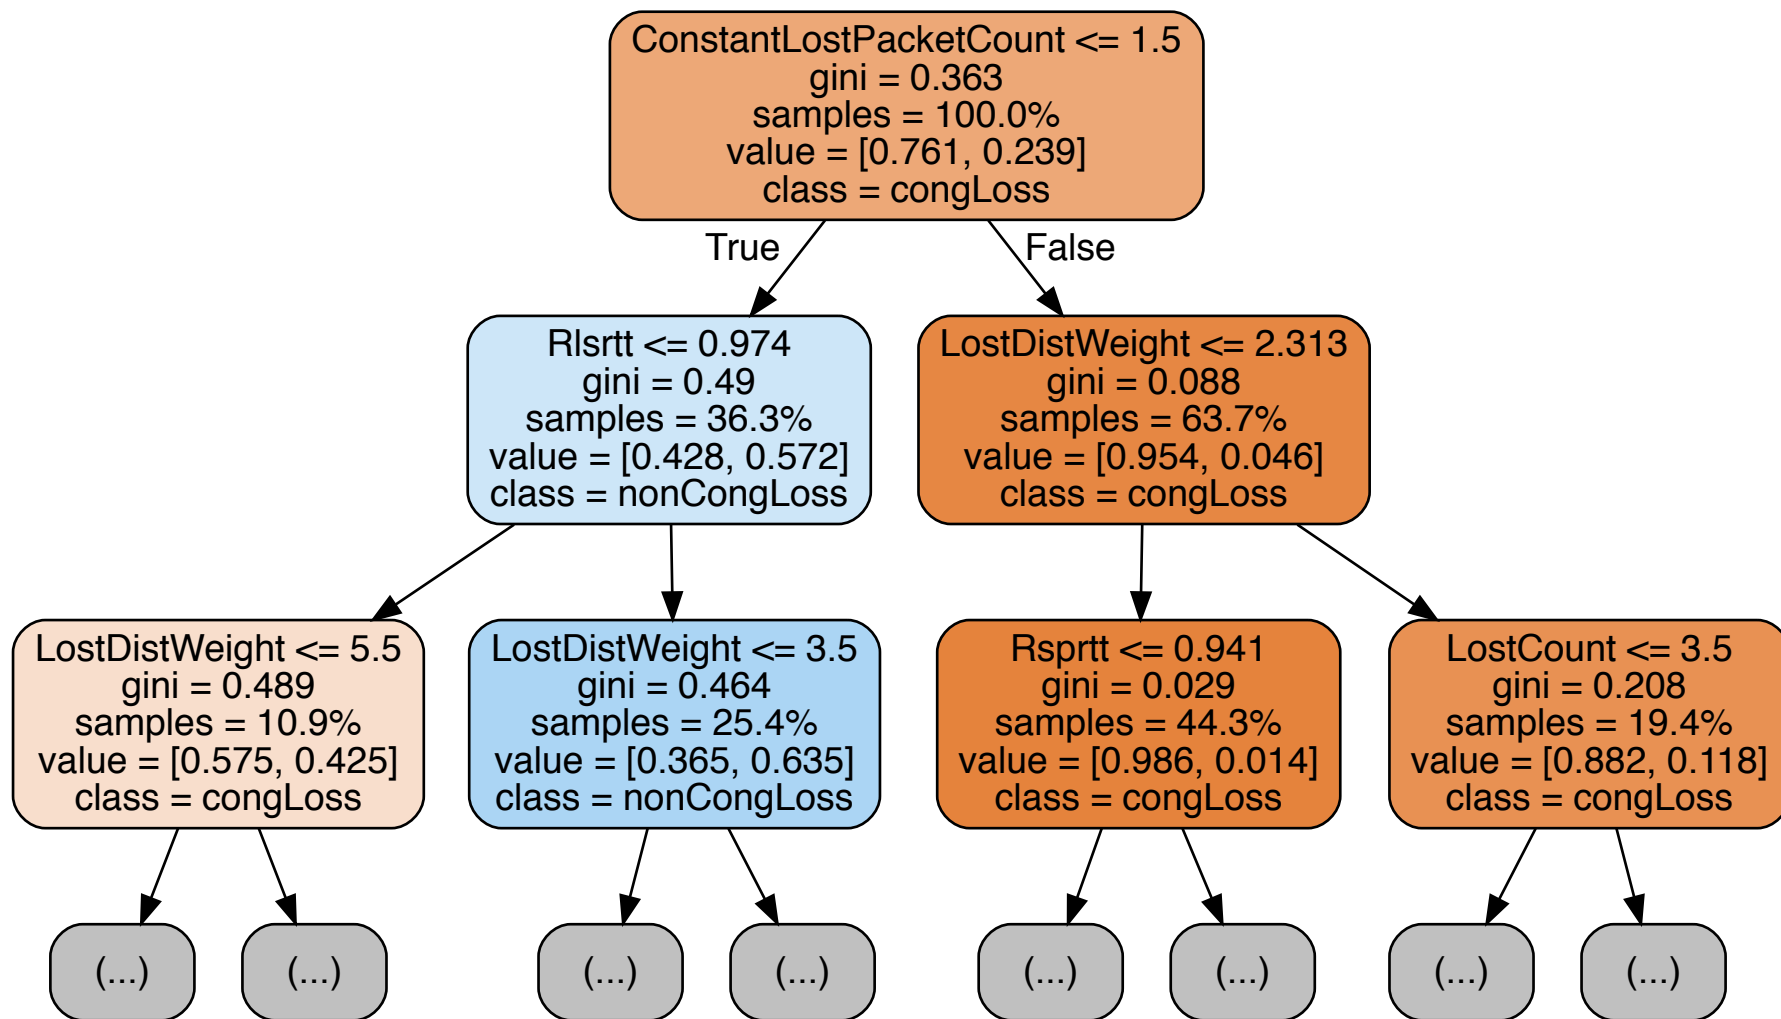 ConstantLostPacketCount <= 1.5
gini = 0.363
samples = 100.0%
value = [0.761, 0.239]
class = congLoss
True
False
Rlsrtt <= 0.974
gini = 0.49
samples = 36.3%
value = [0.428, 0.572]
class = nonCongLoss
LostDistWeight <= 2.313
gini = 0.088
samples = 63.7%
value = [0.954, 0.046]
class = congLoss
LostDistWeight <= 5.5
gini = 0.489
samples = 10.9%
value = [0.575, 0.425]
class = congLoss
LostDistWeight <= 3.5
gini = 0.464
samples = 25.4%
value = [0.365, 0.635]
class = nonCongLoss
Rsprtt <= 0.941
gini = 0.029
samples = 44.3%
value = [0.986, 0.014]
class = congLoss
LostCount <= 3.5
gini = 0.208
samples = 19.4%
value = [0.882, 0.118]
class = congLoss
(...)
(...)
(...)
(...)
(...)
(...)
(...)
(...)